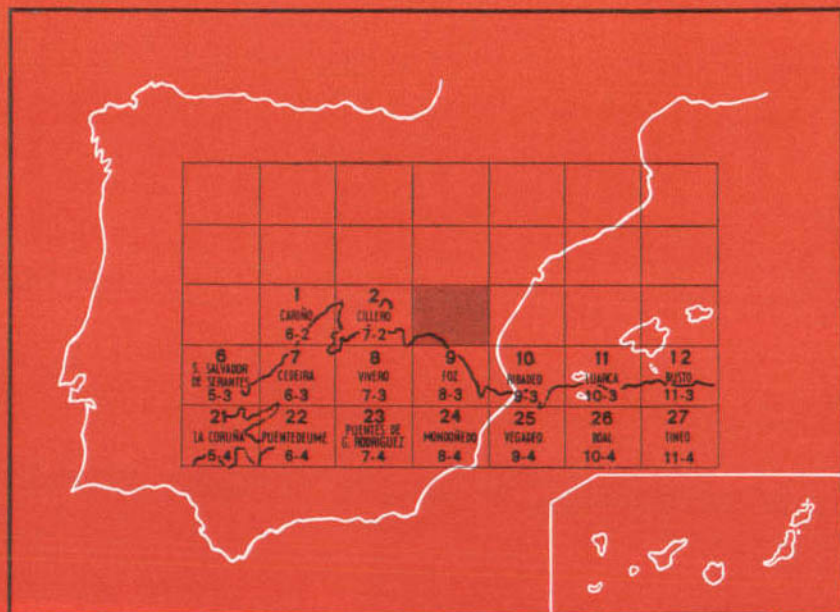 1
CARIÑO
6-2
2
CILLERO
7-2
6
S. SALVADOR
DE SERANTES
5-3
7
CEDEIRA
6-3
8
VIVERO
7-3
9
FOZ
8-3
10
RIBADEO
9-3
11
LUARCA
10-3
12
BUSTO
11-3
21
LA CORUÑA
5-4
22
PUENTEDEUME
6-4
23
PUENTES DE
G. RODRIGUEZ
7-4
24
MONDOÑEDO
8-4
25
VEGADEO
9-4
26
BOAL
10-4
27
TINEO
11-4